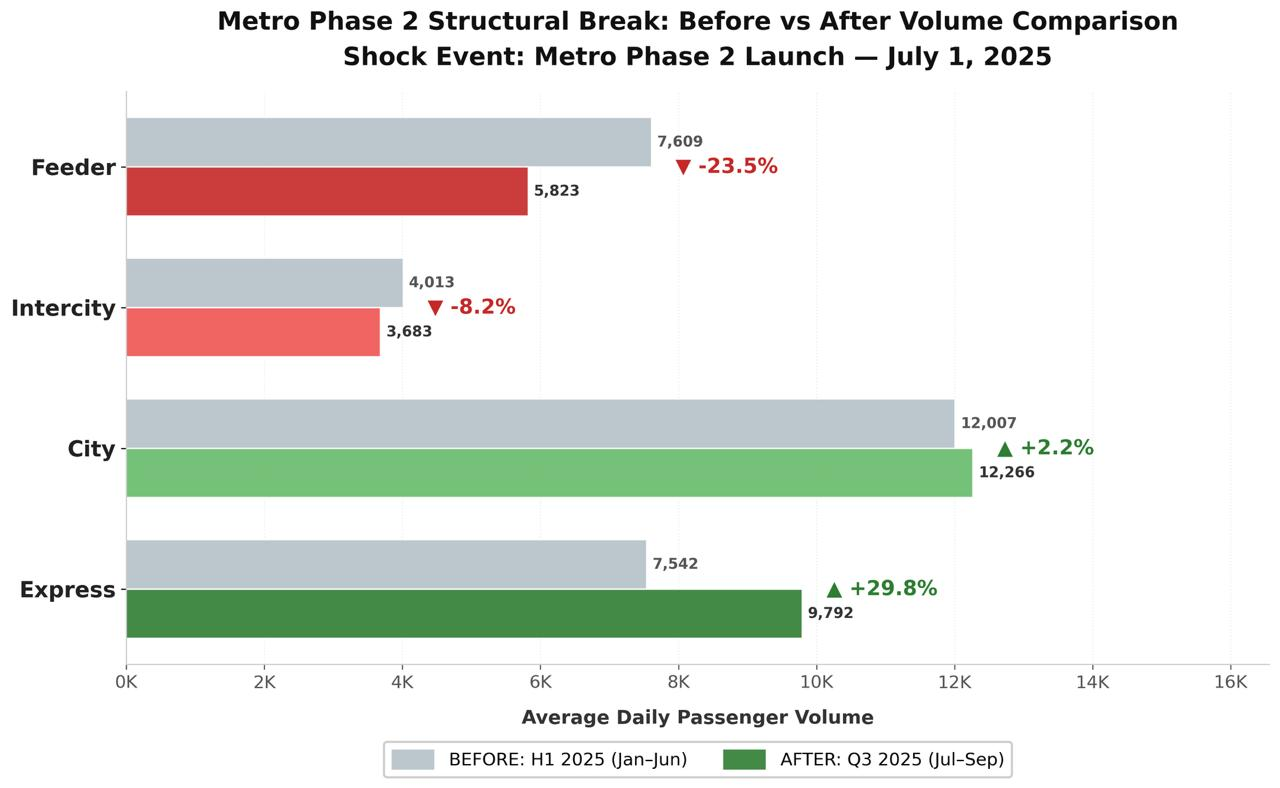 Metro Phase 2 Structural Break: Before vs After Volume Comparison
Shock Event: Metro Phase 2 Launch — July 1, 2025
Feeder
7,609
▼ -23.5%
5,823
Intercity
4,013
▼ -8.2%
3,683
City
12,007
▲ +2.2%
12,266
Express
7,542
▲ +29.8%
9,792
0K 2K 4K 6K 8K 10K 12K 14K 16K
Average Daily Passenger Volume
BEFORE: H1 2025 (Jan–Jun) AFTER: Q3 2025 (Jul–Sep)